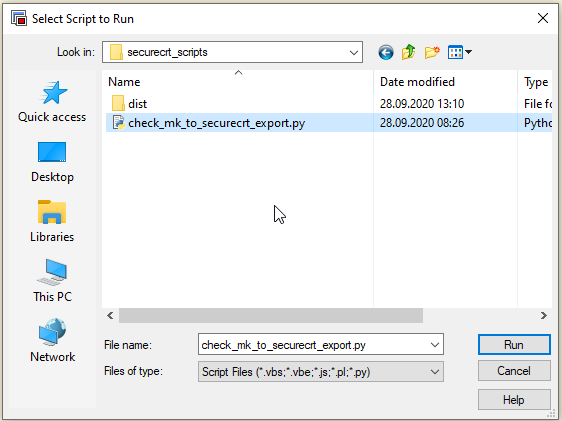 Select Script to Run
Look in: securecrt_scripts
Name Date modified Type
dist 28.09.2020 13:10 File fo
check_mk_to_securecrt_export.py 28.09.2020 08:26 Pytho
Quick access
Desktop
Libraries
This PC
Network
File name: check_mk_to_securecrt_export.py Run
Files of type: Script Files (*.vbs;*.vbe;*.js;*.pl;*.py) Cancel
Help